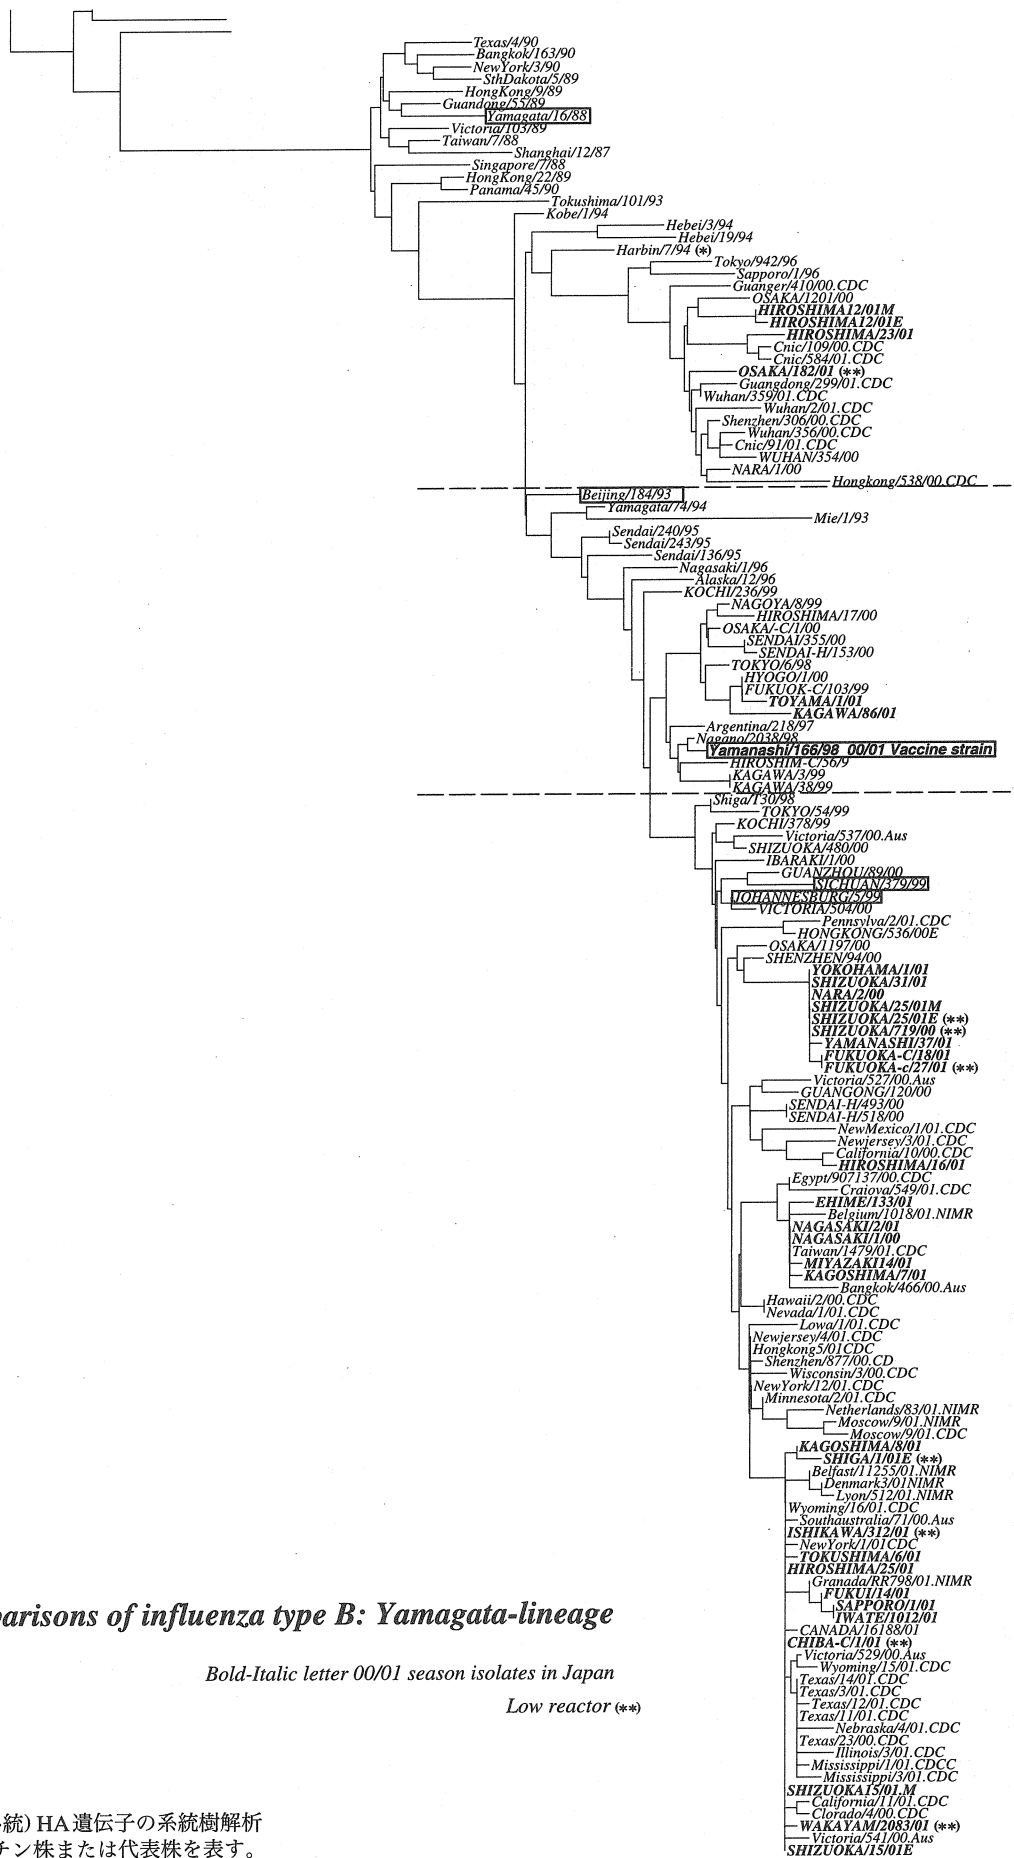 Texas/4/90
Bangkok/163/90
NewYork/3/90
SthDakota/5/89
HongKong/9/89
Guandong/55/89
Yamagata/16/88
Victoria/103/89
Taiwan/7/88
Shanghai/12/87
Singapore/7/88
HongKong/22/89
Panama/45/90
Tokushima/101/93
Kobe/1/94
Hebei/3/94
Hebei/19/94
Harbin/7/94 (*)
Tokyo/942/96
Sapporo/1/96
Guanger/410/00.CDC
OSAKA/1201/00
HIROSHIMA12/01M
HIROSHIMA12/01E
HIROSHIMA/23/01
Cnic/109/00.CDC
Cnic/584/01.CDC
OSAKA/182/01 (**)
Guangdong/299/01.CDC
Wuhan/359/01.CDC
Wuhan/2/01.CDC
Shenzhen/306/00.CDC
Wuhan/356/00.CDC
Cnic/91/01.CDC
WUHAN/354/00
NARA/1/00
Hongkong/538/00.CDC
Beijing/184/93
Yamagata/74/94
Mie/1/93
Sendai/240/95
Sendai/243/95
Sendai/136/95
Nagasaki/1/96
Alaska/12/96
KOCHI/236/99
NAGOYA/8/99
HIROSHIMA/17/00
OSAKA/-C/1/00
SENDAI/355/00
SENDAI-H/153/00
TOKYO/6/98
HYOGO/1/00
FUKUOK-C/103/99
TOYAMA/1/01
KAGAWA/86/01
Argentina/218/97
Nagano/2038/98
Yamanashi/166/98 00/01 Vaccine strain
HIROSHIM-C/56/9
KAGAWA/3/99
KAGAWA/38/99
Shiga/T30/98
TOKYO/54/99
KOCHI/378/99
Victoria/537/00.Aus
SHIZUOKA/480/00
IBARAKI/1/00
GUANZHOU/89/00
SICHUAN/379/99
JOHANNESBURG/5/99
VICTORIA/504/00
Pennsylva/2/01.CDC
HONGKONG/536/00E
OSAKA/1197/00
SHENZHEN/94/00
YOKOHAMA/1/01
SHIZUOKA/31/01
NARA/2/00
SHIZUOKA/25/01M
SHIZUOKA/25/01E (**)
SHIZUOKA/719/00 (**)
YAMANASHI/37/01
FUKUOKA-C/18/01
FUKUOKA-c/27/01 (**)
Victoria/527/00.Aus
GUANGONG/120/00
SENDAI-H/493/00
SENDAI-H/518/00
NewMexico/1/01.CDC
Newjersey/3/01.CDC
California/10/00.CDC
HIROSHIMA/16/01
Egypt/907137/00.CDC
Craiova/549/01.CDC
EHIME/133/01
Belgium/1018/01.NIMR
NAGASAKI/2/01
NAGASAKI/1/00
Taiwan/1479/01.CDC
MIYAZAKI14/01
KAGOSHIMA/7/01
Bangkok/466/00.Aus
Hawaii/2/00.CDC
Nevada/1/01.CDC
Lowa/1/01.CDC
Newjersey/4/01.CDC
Hongkong5/01CDC
Shenzhen/877/00.CD
Wisconsin/3/00.CDC
NewYork/12/01.CDC
Minnesota/2/01.CDC
Netherlands/83/01.NIMR
Moscow/9/01.NIMR
Moscow/9/01.CDC
KAGOSHIMA/8/01
SHIGA/1/01E (**)
Belfast/11255/01.NIMR
Denmark3/01NIMR
Lyon/512/01.NIMR
Wyoming/16/01.CDC
Southaustralia/71/00.Aus
ISHIKAWA/312/01 (**)
NewYork/1/01CDC
TOKUSHIMA/6/01
HIROSHIMA/25/01
Granada/RR798/01.NIMR
FUKUI/14/01
SAPPORO/1/01
IWATE/1012/01
CANADA/16188/01
CHIBA-C/1/01 (**)
Victoria/529/00.Aus
Wyoming/15/01.CDC
Texas/14/01.CDC
Texas/3/01.CDC
Texas/12/01.CDC
Texas/11/01.CDC
Nebraska/4/01.CDC
Texas/23/00.CDC
Illinois/3/01.CDC
Mississippi/1/01.CDCC
Mississippi/3/01.CDC
SHIZUOKA15/01.M
California/11/01.CDC
Clorado/4/00.CDC
WAKAYAM/2083/01 (**)
Victoria/541/00.Aus
SHIZUOKA/15/01E
parisons of influenza type B: Yamagata-lineage
Bold-Italic letter 00/01 season isolates in Japan
Low reactor (**)
統) HA遺伝子の系統樹解析
チン株または代表株を表す。